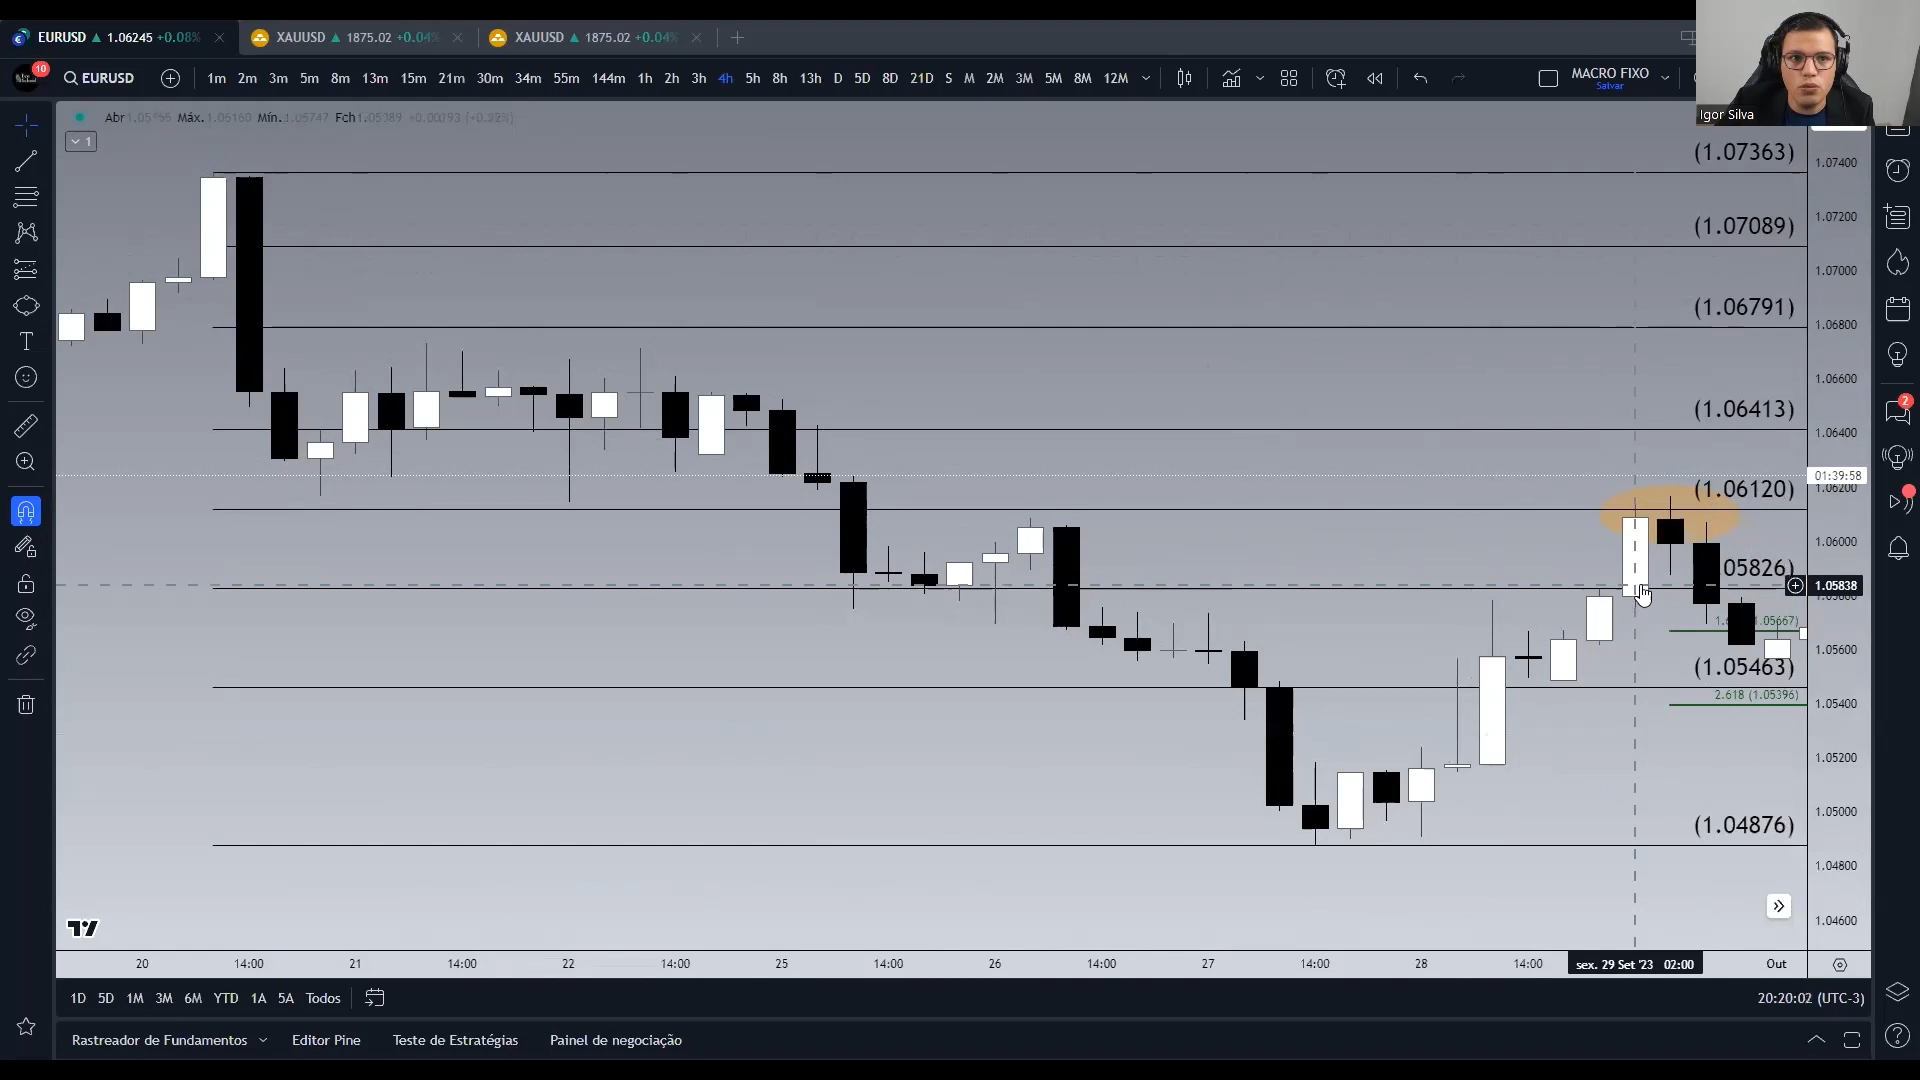 EURUSD ▲ 1.06245 +0.08%
XAUUSD ▲ 1875.02 +0.04%
XAUUSD ▲ 1875.02 +0.04%
10
EURUSD
1m 2m 3m 5m 8m 13m 15m 21m 30m 34m 55m 144m 1h 2h 3h 4h 5h 8h 13h D 5D 8D 21D S M 2M 3M 5M 8M 12M
MACRO FIXO
Salvar
Igor Silva
Abr Máx. Mín. Fch
1
(1.07363)
(1.07089)
(1.06791)
(1.06413)
(1.06120)
05826)
1.05667)
(1.05463)
2.618 (1.05396)
(1.04876)
1.07400
1.07200
1.07000
1.06800
1.06600
1.06400
01:39:58
1.06200
1.06000
1.05838
1.05600
1.05400
1.05200
1.05000
1.04800
1.04600
2
20 14:00 21 14:00 22 14:00 25 14:00 26 14:00 27 14:00 28 14:00 sex. 29 Set '23 02:00 Out
1D 5D 1M 3M 6M YTD 1A 5A Todos
20:20:02 (UTC-3)
Rastreador de Fundamentos Editor Pine Teste de Estratégias Painel de negociação